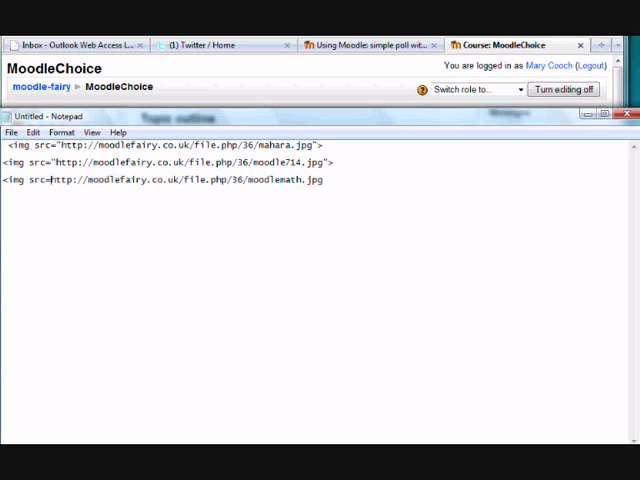 Inbox - Outlook Web Access L...
(1) Twitter / Home
Using Moodle: simple poll wit...
Course: MoodleChoice
MoodleChoice
You are logged in as Mary Cooch (Logout)
moodle-fairy ► MoodleChoice
Switch role to...
Turn editing off
Topic outline
Untitled - Notepad
File Edit Format View Help
<img src="http://moodlefairy.co.uk/file.php/36/mahara.jpg">
<img src="http://moodlefairy.co.uk/file.php/36/moodle714.jpg">
<img src=http://moodlefairy.co.uk/file.php/36/moodlemath.jpg